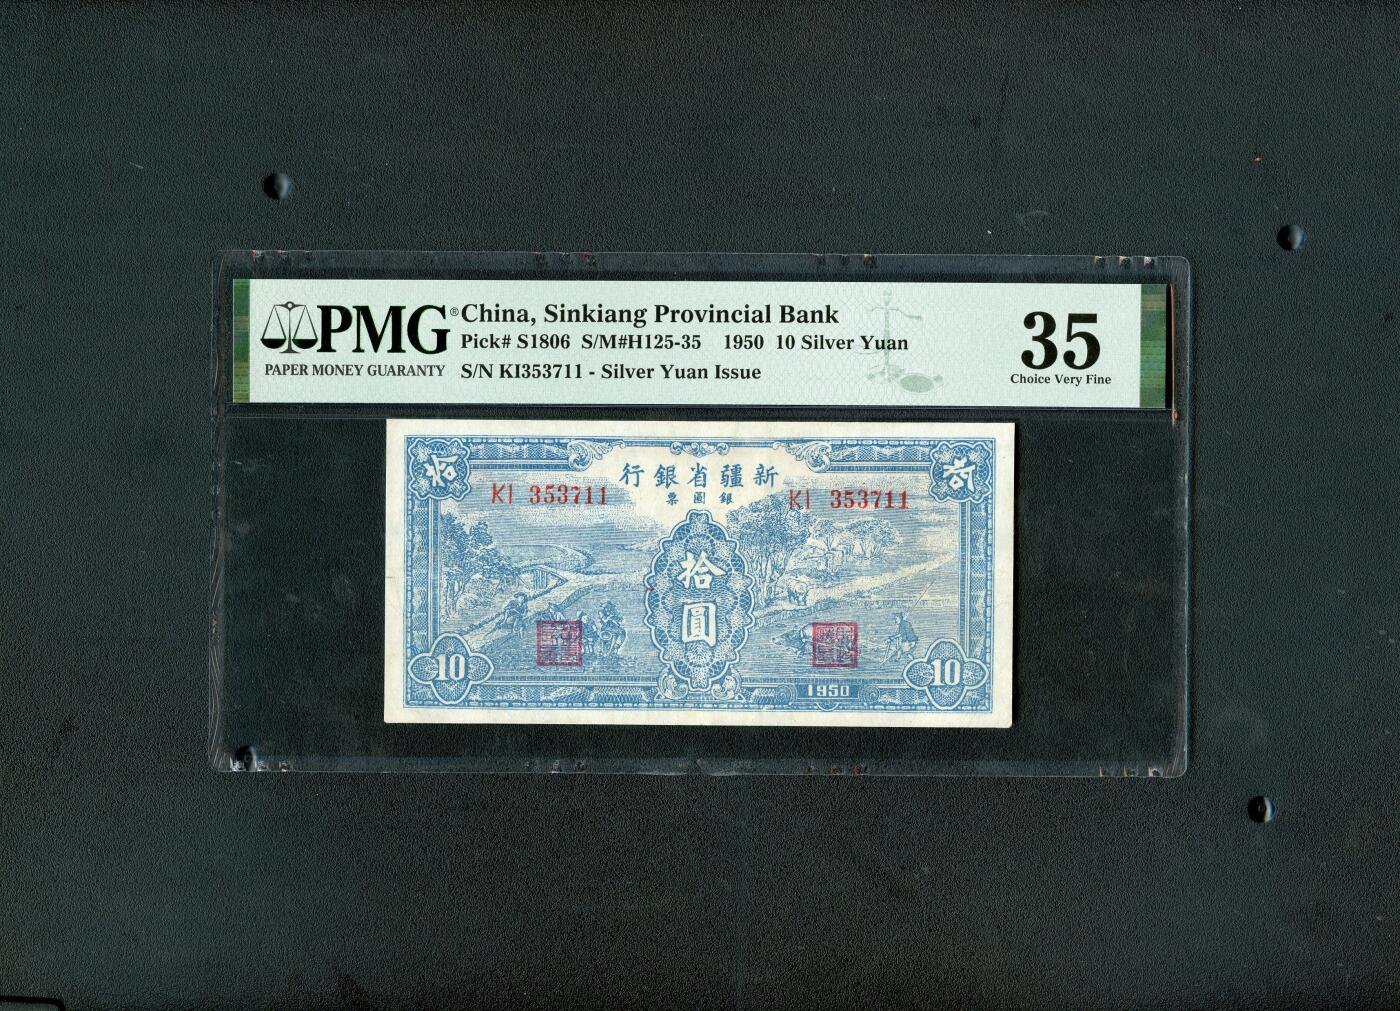 PMG®
PAPER MONEY GUARANTY
China, Sinkiang Provincial Bank
Pick# S1806 S/M#H125-35 1950 10 Silver Yuan
S/N KI353711 - Silver Yuan Issue
35
Choice Very Fine
拾
行銀省疆新
拾
票圓銀
KI 353711
KI 353711
拾
圓
10
10
1950